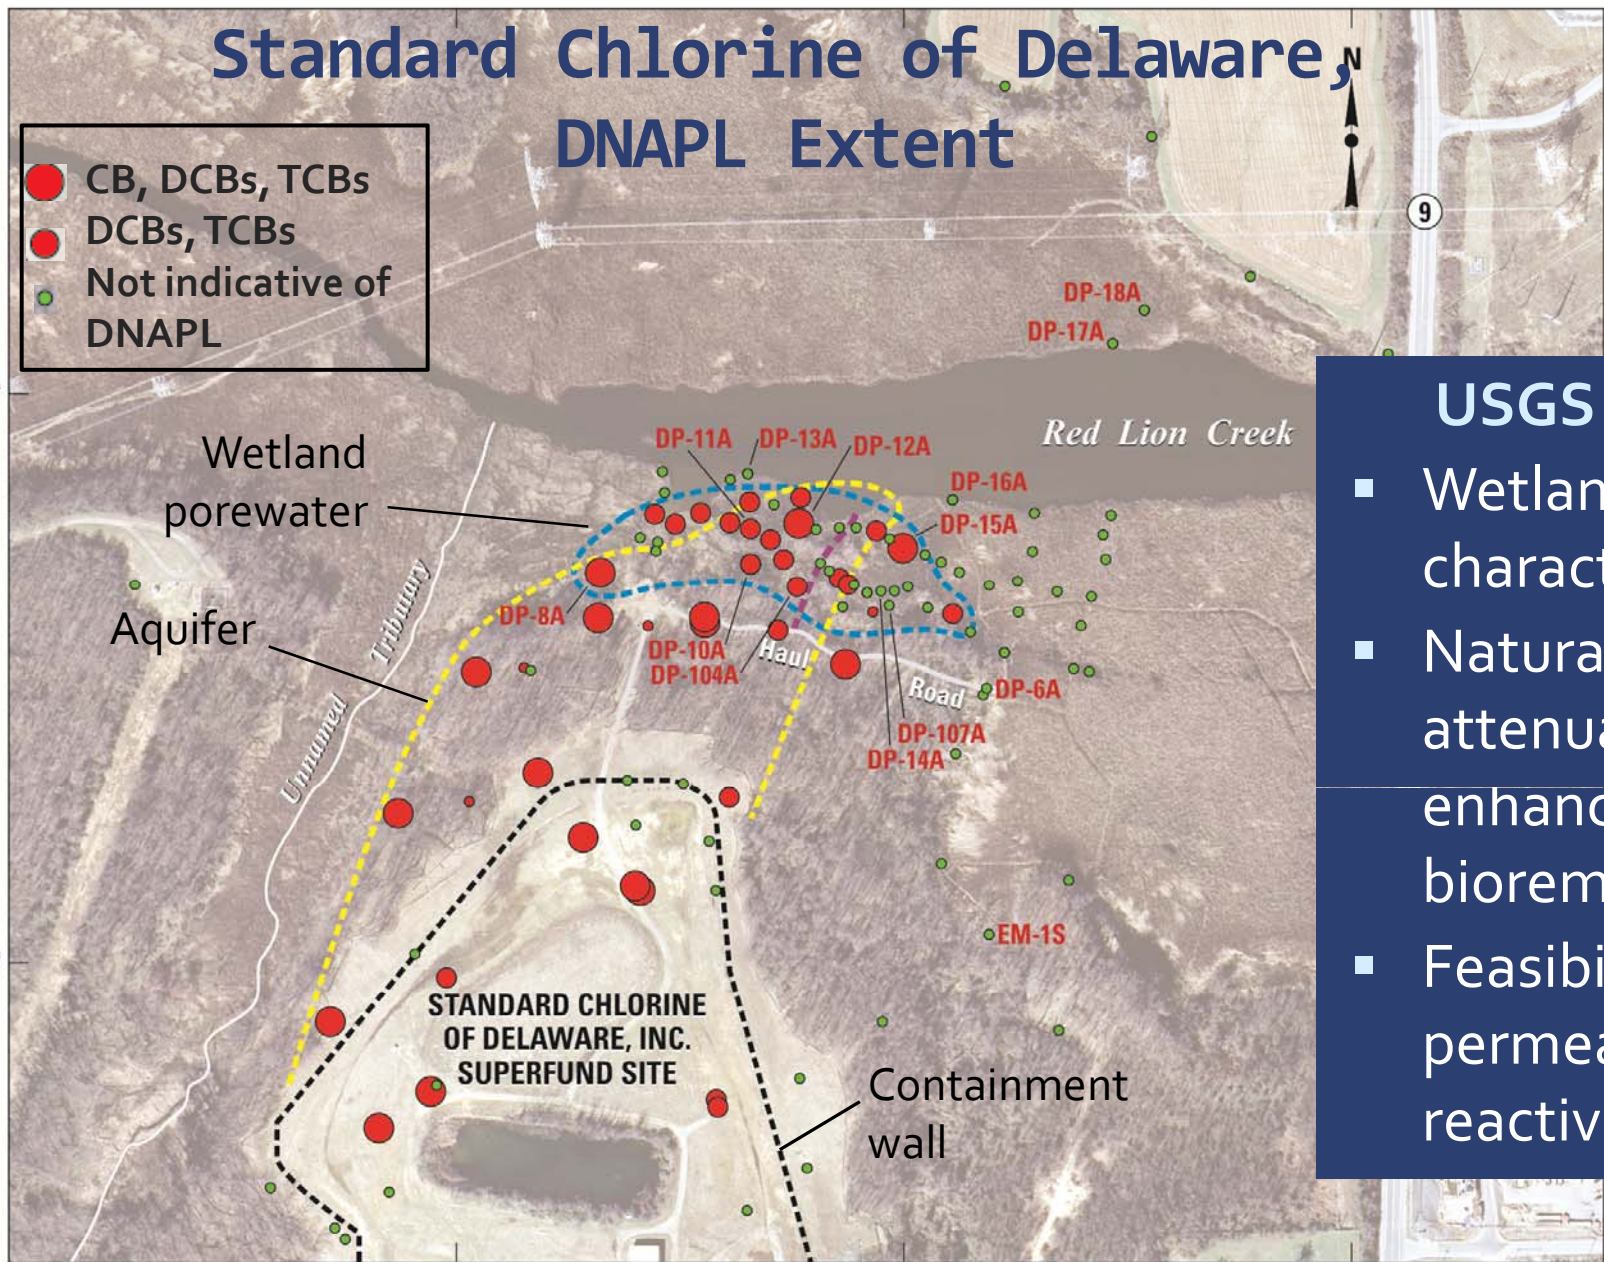 Standard Chlorine of Delaware,
DNAPL Extent
N
CB, DCBs, TCBs
DCBs, TCBs
Not indicative of
DNAPL
9
DP-18A
DP-17A
Red Lion Creek
Wetland
porewater
DP-11A
DP-13A
DP-12A
DP-16A
DP-15A
DP-8A
Aquifer
Unnamed Tributary
DP-10A
DP-104A
Haul Road
DP-6A
DP-107A
DP-14A
EM-1S
STANDARD CHLORINE
OF DELAWARE, INC.
SUPERFUND SITE
Containment
wall
USGS
▪ Wetlan
charact
▪ Natura
attenua
enhanc
biorem
▪ Feasibi
permea
reactiv